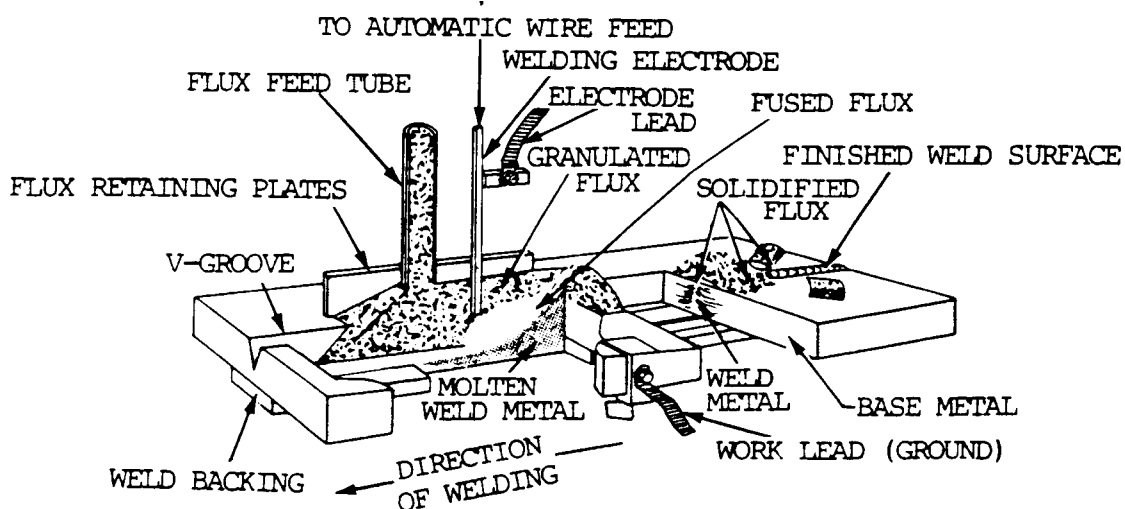 TO AUTOMATIC WIRE FEED
WELDING ELECTRODE
FLUX FEED TUBE
ELECTRODE
LEAD
FUSED FLUX
GRANULATED
FLUX
FINISHED WELD SURFACE
FLUX RETAINING PLATES
SOLIDIFIED
FLUX
V-GROOVE
MOLTEN
WELD METAL
WELD
METAL
BASE METAL
WORK LEAD (GROUND)
WELD BACKING
DIRECTION
OF WELDING